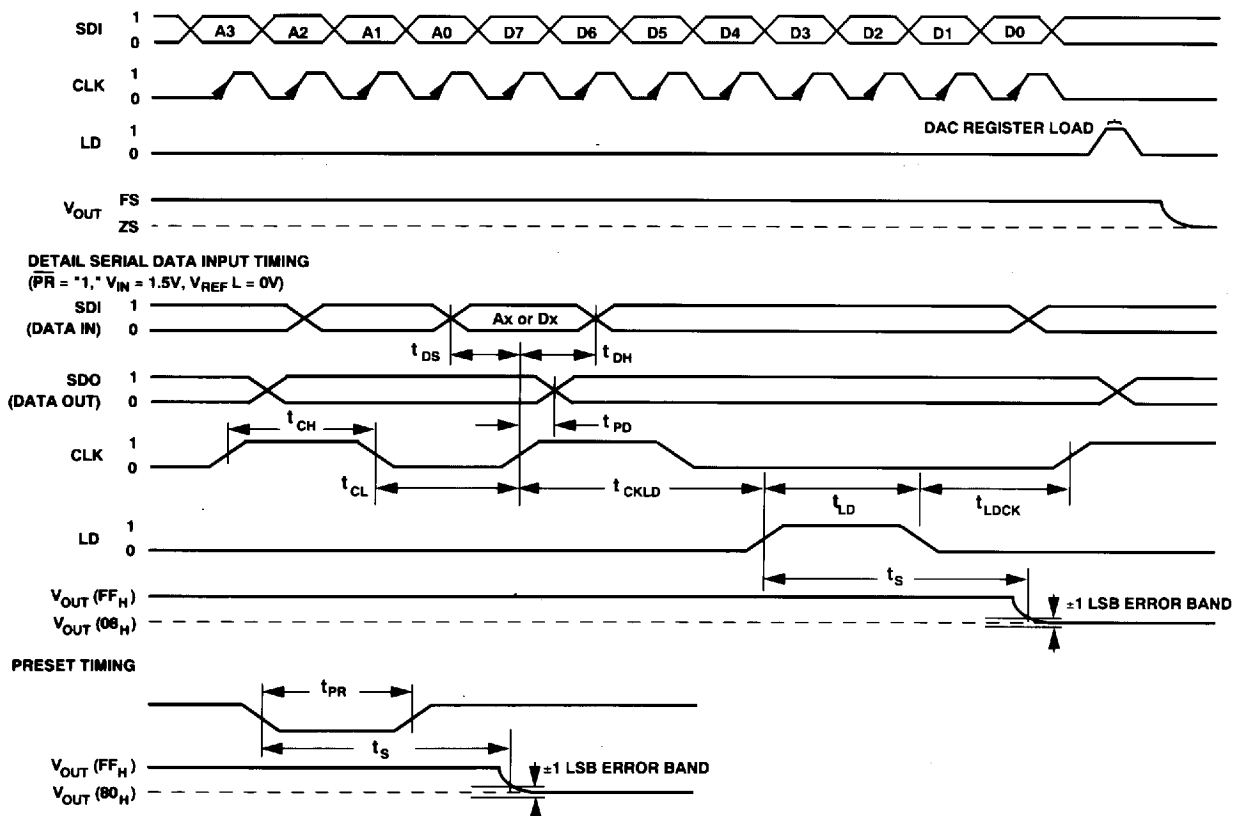 SDI 1 0 A3 A2 A1 A0 D7 D6 D5 D4 D3 D2 D1 D0
CLK 1 0
LD 1 0 DAC REGISTER LOAD
VOUT FS ZS
DETAIL SERIAL DATA INPUT TIMING
(PR = "1," VIN = 1.5V, VREF L = 0V)
SDI (DATA IN) 1 0 Ax or Dx
tDS tDH
SDO (DATA OUT) 1 0
tCH tPD
CLK 1 0
tCL tCKLD tLD tLDCK
LD 1 0
tS
VOUT (FFH) ±1 LSB ERROR BAND
VOUT (08H)
PRESET TIMING
tPR
tS
VOUT (FFH) ±1 LSB ERROR BAND
VOUT (80H)